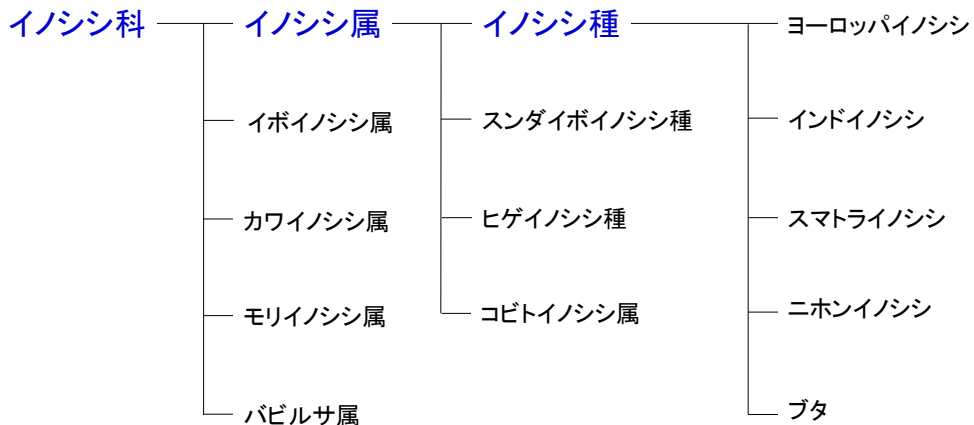 イノシシ科 イノシシ属 イノシシ種 ヨーロッパイノシシ
イボイノシシ属 スンダイボイノシシ種 インドイノシシ
カワイノシシ属 ヒゲイノシシ種 スマトライノシシ
モリイノシシ属 コビトイノシシ属 ニホンイノシシ
バビルサ属 ブタ